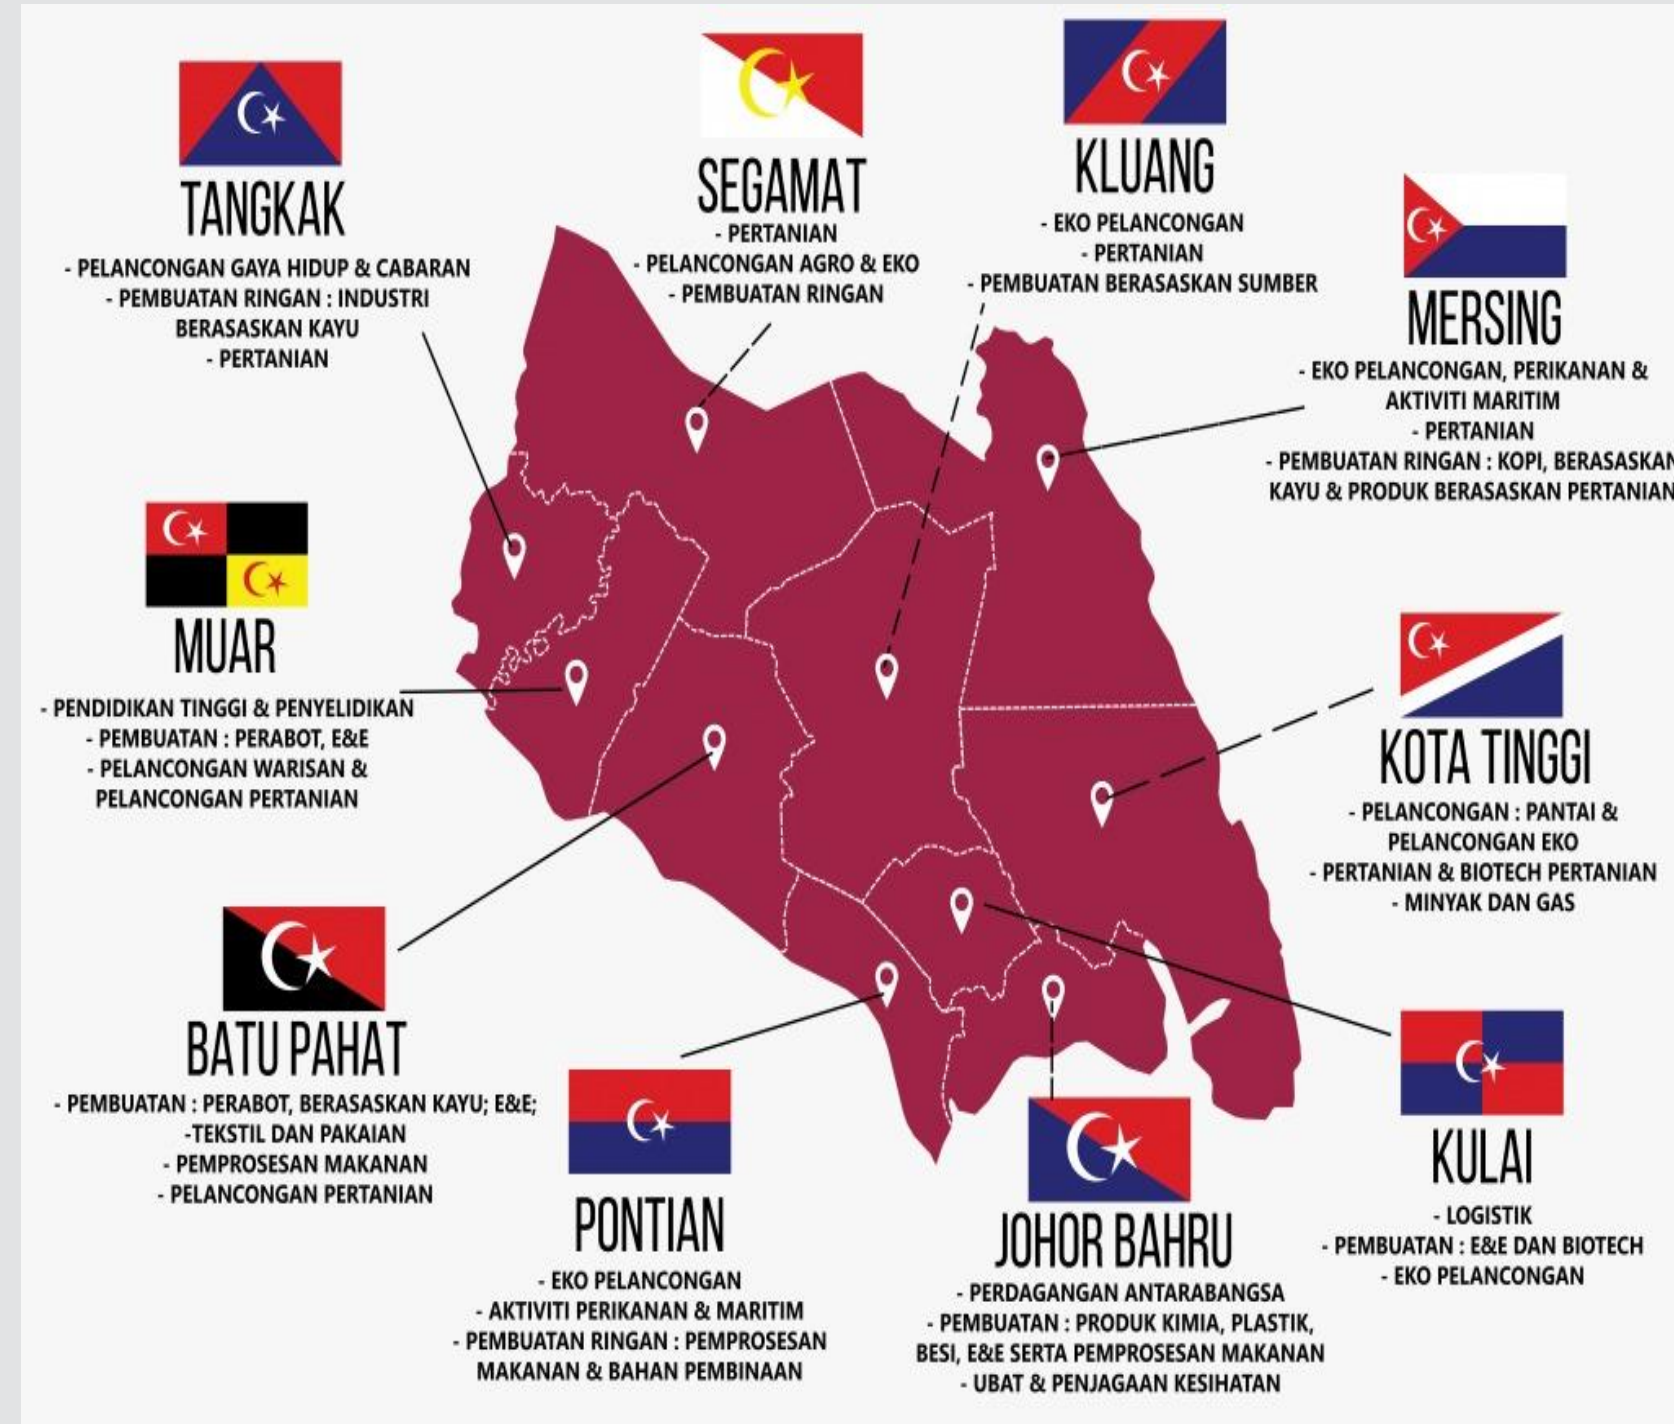 TANGKAK
- PELANCONGAN GAYA HIDUP & CABARAN
- PEMBUATAN RINGAN : INDUSTRI
BERASASKAN KAYU
- PERTANIAN
SEGAMAT
- PERTANIAN
- PELANCONGAN AGRO & EKO
- PEMBUATAN RINGAN
KLUANG
- EKO PELANCONGAN
- PERTANIAN
- PEMBUATAN BERASASKAN SUMBER
MERSING
- EKO PELANCONGAN, PERIKANAN &
AKTIVITI MARITIM
- PERTANIAN
- PEMBUATAN RINGAN : KOPI, BERASASKAN
KAYU & PRODUK BERASASKAN PERTANIAN
MUAR
- PENDIDIKAN TINGGI & PENYELIDIKAN
- PEMBUATAN : PERABOT, E&E
- PELANCONGAN WARISAN &
PELANCONGAN PERTANIAN
KOTA TINGGI
- PELANCONGAN : PANTAI &
PELANCONGAN EKO
- PERTANIAN & BIOTECH PERTANIAN
- MINYAK DAN GAS
BATU PAHAT
- PEMBUATAN : PERABOT, BERASASKAN KAYU; E&E;
-TEKSTIL DAN PAKAIAN
- PEMPROSESAN MAKANAN
- PELANCONGAN PERTANIAN
PONTIAN
- EKO PELANCONGAN
- AKTIVITI PERIKANAN & MARITIM
- PEMBUATAN RINGAN : PEMPROSESAN
MAKANAN & BAHAN PEMBINAAN
JOHOR BAHRU
- PERDAGANGAN ANTARABANGSA
- PEMBUATAN : PRODUK KIMIA, PLASTIK,
BESI, E&E SERTA PEMPROSESAN MAKANAN
- UBAT & PENJAGAAN KESIHATAN
KULAI
- LOGISTIK
- PEMBUATAN : E&E DAN BIOTECH
- EKO PELANCONGAN